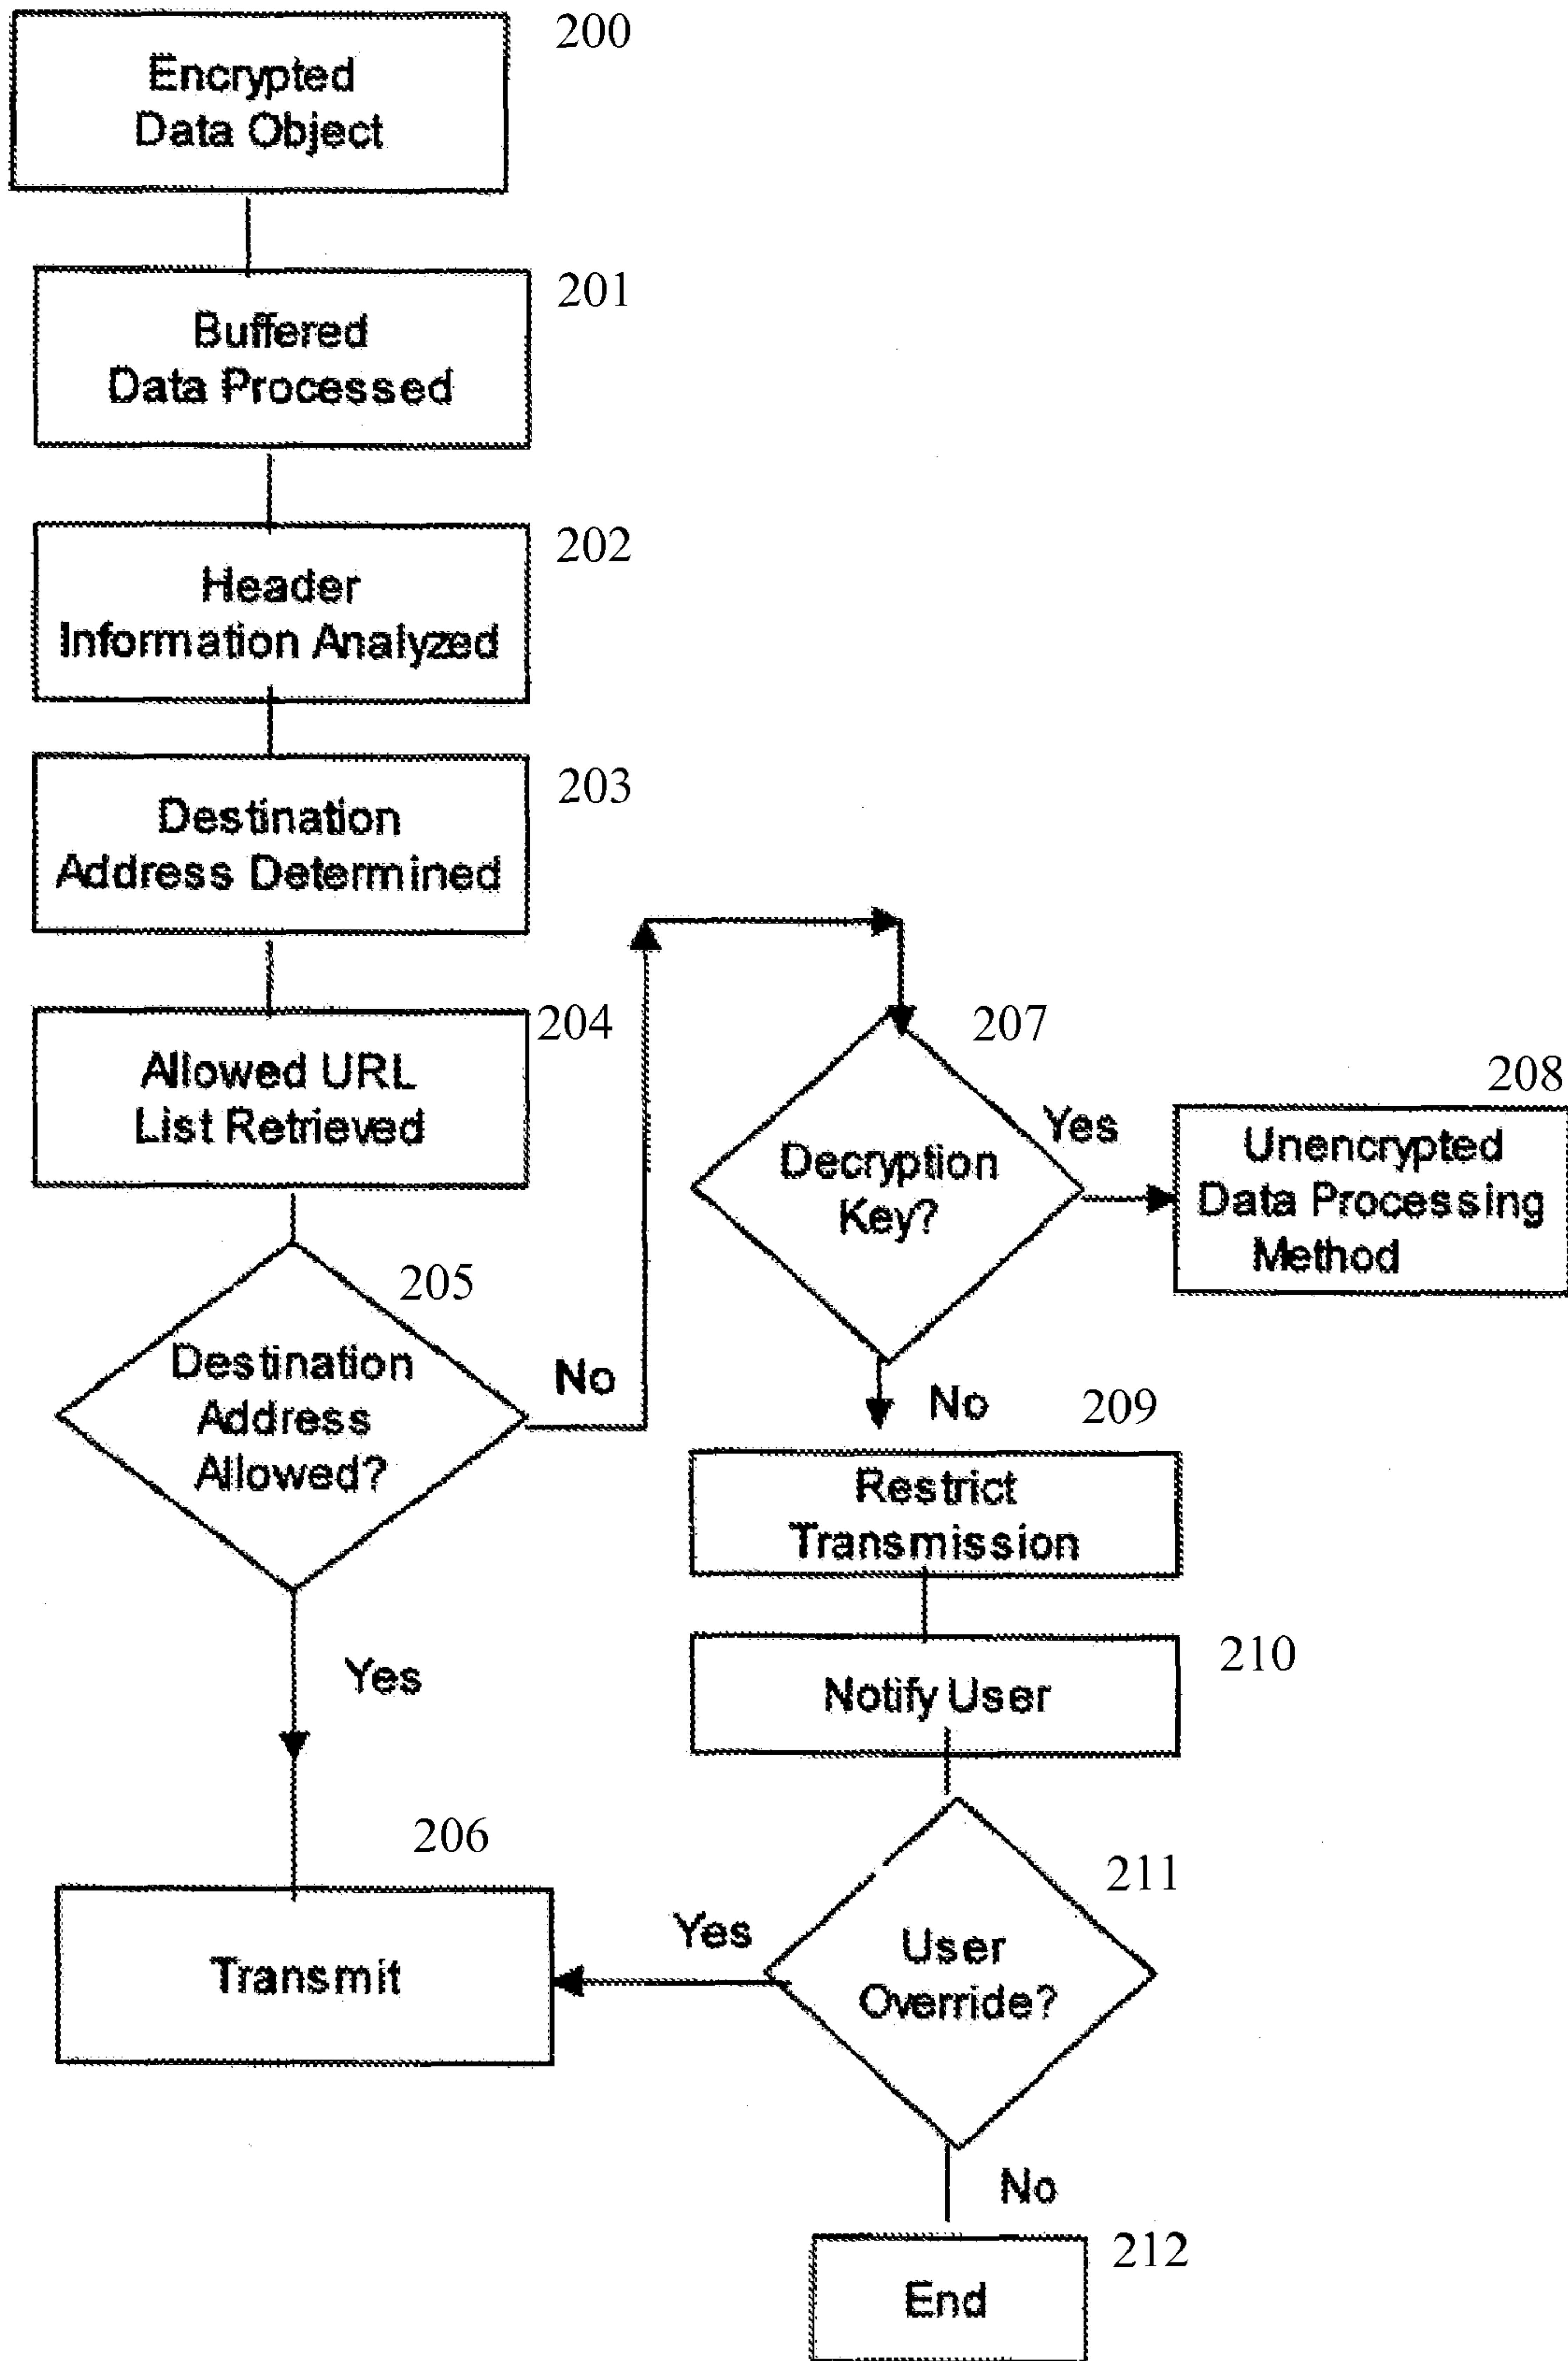 200
Encrypted
Data Object
201
Buffered
Data Processed
202
Header
Information Analyzed
203
Destination
Address Determined
204
Allowed URL
List Retrieved
205
Destination
Address
Allowed?
No
Yes
206
Transmit
207
Decryption
Key?
Yes
208
Unencrypted
Data Processing
Method
No
209
Restrict
Transmission
210
Notify User
211
User
Override?
Yes
No
212
End